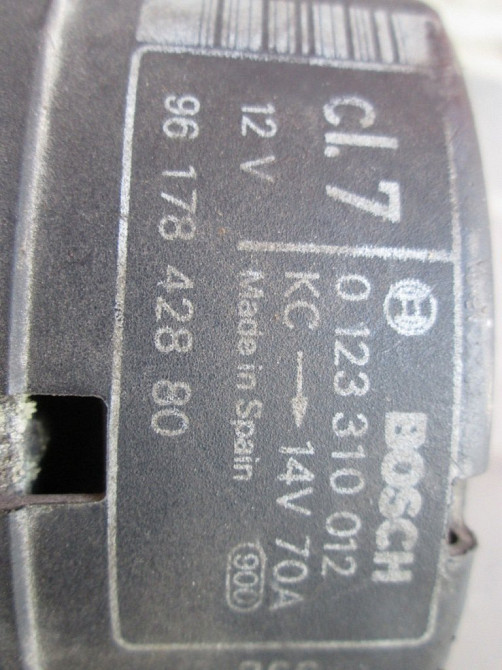 cl.7
BOSCH
0 123 310 012
KC → 14V 70A
12 V
Made in Spain
900
96 178 428 80